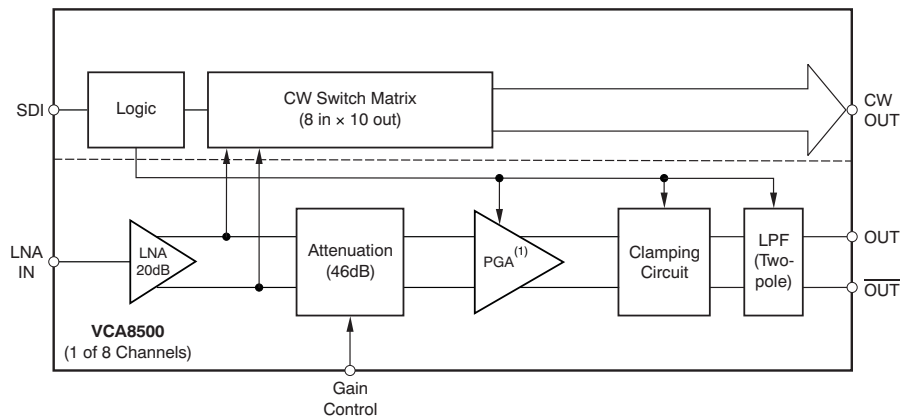 SDI
Logic
CW Switch Matrix
(8 in × 10 out)
CW
OUT
LNA
IN
LNA
20dB
Attenuation
(46dB)
PGA(1)
Clamping
Circuit
LPF
(Two-
pole)
OUT
OUT
VCA8500
(1 of 8 Channels)
Gain
Control